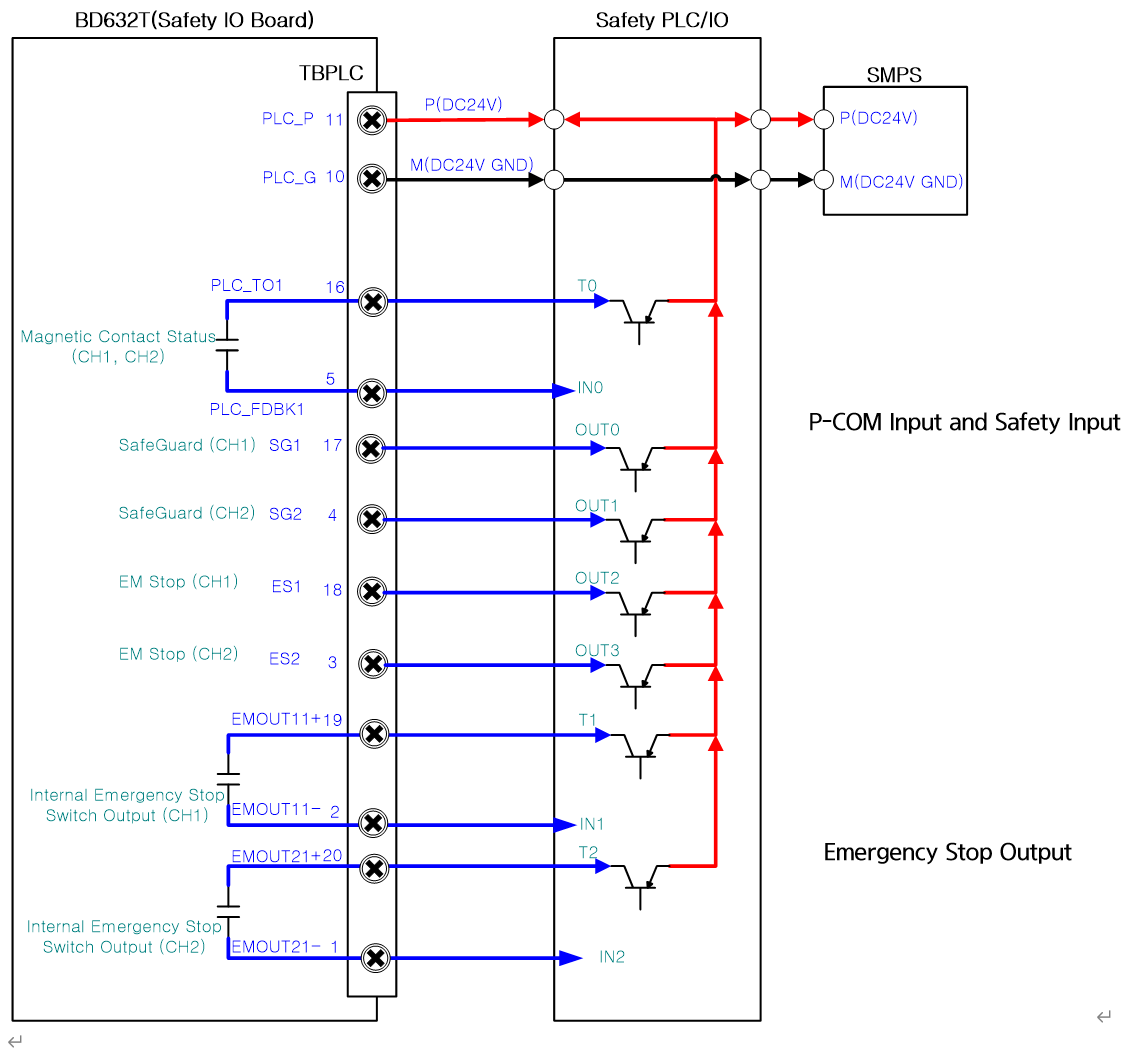 BD632T(Safety IO Board)
Safety PLC/IO
TBPLC
SMPS
PLC_P 11
P(DC24V)
P(DC24V)
PLC_G 10
M(DC24V GND)
M(DC24V GND)
PLC_TO1
16
T0
Magnetic Contact Status
(CH1, CH2)
5
IN0
PLC_FDBK1
P-COM Input and Safety Input
SafeGuard (CH1) SG1 17
OUT0
SafeGuard (CH2) SG2 4
OUT1
EM Stop (CH1) ES1 18
OUT2
EM Stop (CH2) ES2 3
OUT3
EMOUT11+19
T1
Internal Emergency Stop
Switch Output (CH1)
EMOUT11- 2
IN1
EMOUT21+20
T2
Emergency Stop Output
Internal Emergency Stop
Switch Output (CH2)
EMOUT21- 1
IN2